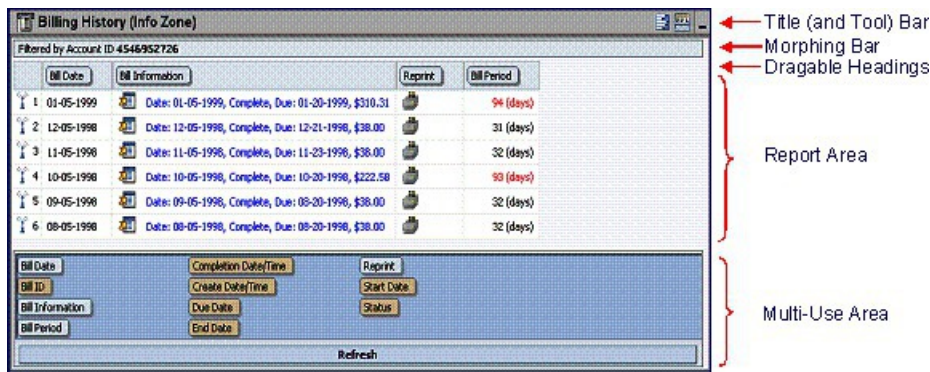 Billing History (Info Zone)
Title (and Tool) Bar
Filtered by Account ID 4546952726
Morphing Bar
Bill Date Bill Information Reprint Bill Period
Dragable Headings
1 01-05-1999 Date: 01-05-1999, Complete, Due: 01-20-1999, $310.31 94 (days)
2 12-05-1998 Date: 12-05-1998, Complete, Due: 12-21-1998, $38.00 31 (days)
3 11-05-1998 Date: 11-05-1998, Complete, Due: 11-23-1998, $38.00 32 (days)
4 10-05-1998 Date: 10-05-1998, Complete, Due: 10-20-1998, $222.58 93 (days)
5 09-05-1998 Date: 09-05-1998, Complete, Due: 08-20-1998, $38.00 32 (days)
6 08-05-1998 Date: 08-05-1998, Complete, Due: 08-20-1998, $38.00 32 (days)
Report Area
Bill Date Completion Date/Time Reprint
Bill ID Create Date/Time Start Date
Bill Information Due Date Status
Bill Period End Date
Multi-Use Area
Refresh